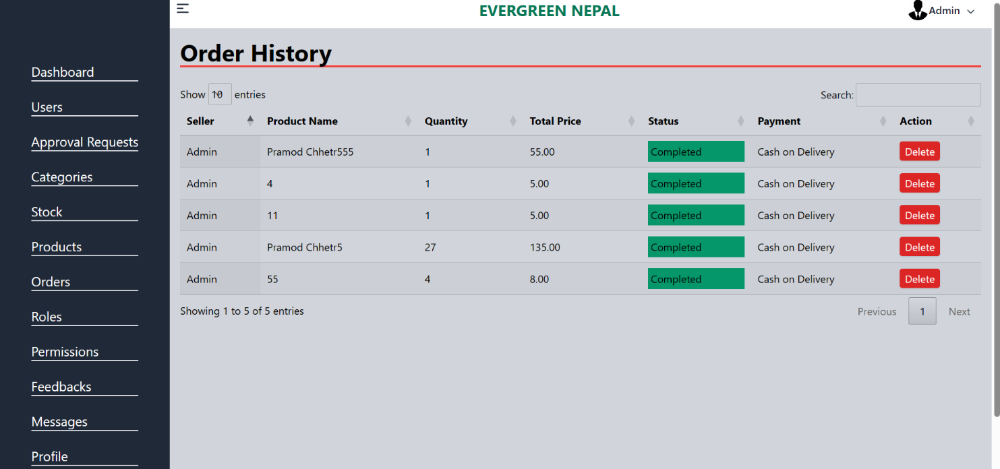 EVERGREEN NEPAL
Admin
Dashboard
Users
Approval Requests
Categories
Stock
Products
Orders
Roles
Permissions
Feedbacks
Messages
Profile
Order History
Show 10 entries
Search:
Seller Product Name Quantity Total Price Status Payment Action
Admin Pramod Chhetr555 1 55.00 Completed Cash on Delivery Delete
Admin 4 1 5.00 Completed Cash on Delivery Delete
Admin 11 1 5.00 Completed Cash on Delivery Delete
Admin Pramod Chhetr5 27 135.00 Completed Cash on Delivery Delete
Admin 55 4 8.00 Completed Cash on Delivery Delete
Showing 1 to 5 of 5 entries
Previous 1 Next